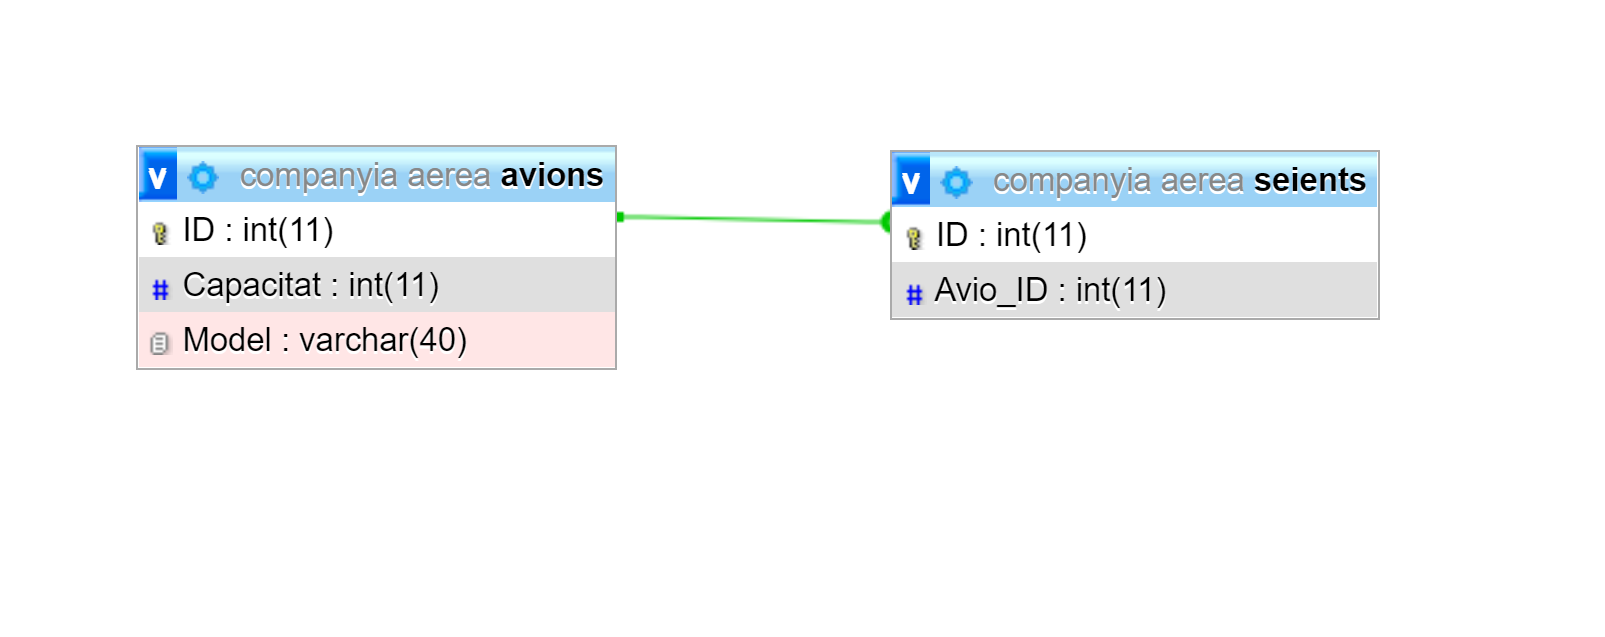 v companyia aerea avions
ID : int(11)
# Capacitat : int(11)
Model : varchar(40)
v companyia aerea seients
ID : int(11)
# Avio_ID : int(11)